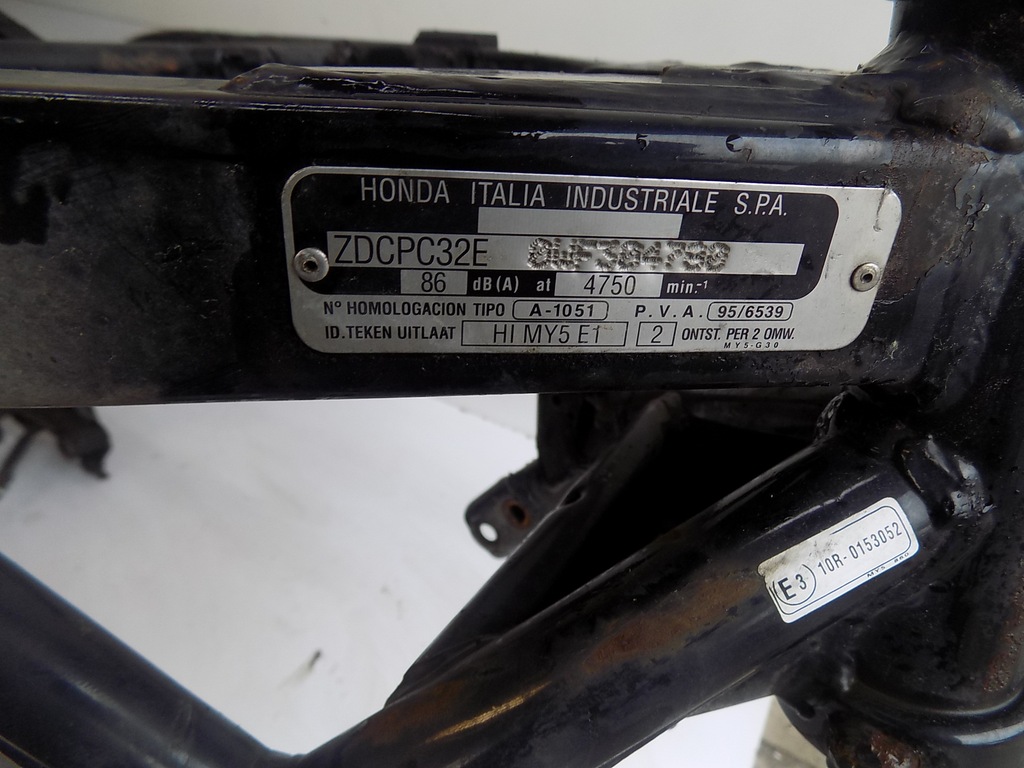 HONDA ITALIA INDUSTRIALE S.P.A.
ZDCPC32E
86 dB(A) at 4750 min.-1
Nº HOMOLOGACION TIPO A-1051 P.V.A. 95/6539
ID.TEKEN UITLAAT HI MY5 E1 2 ONTST. PER 2 OMW.
MY5-G30
E3 10R-0153052